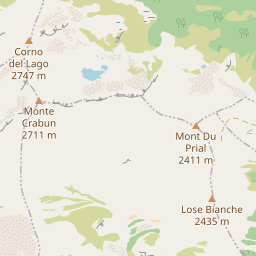 Corno
del Lago
2747 m
Monte
Crabun
2711 m
Mont Du
Prial
2411 m
Lose Bianche
2435 m